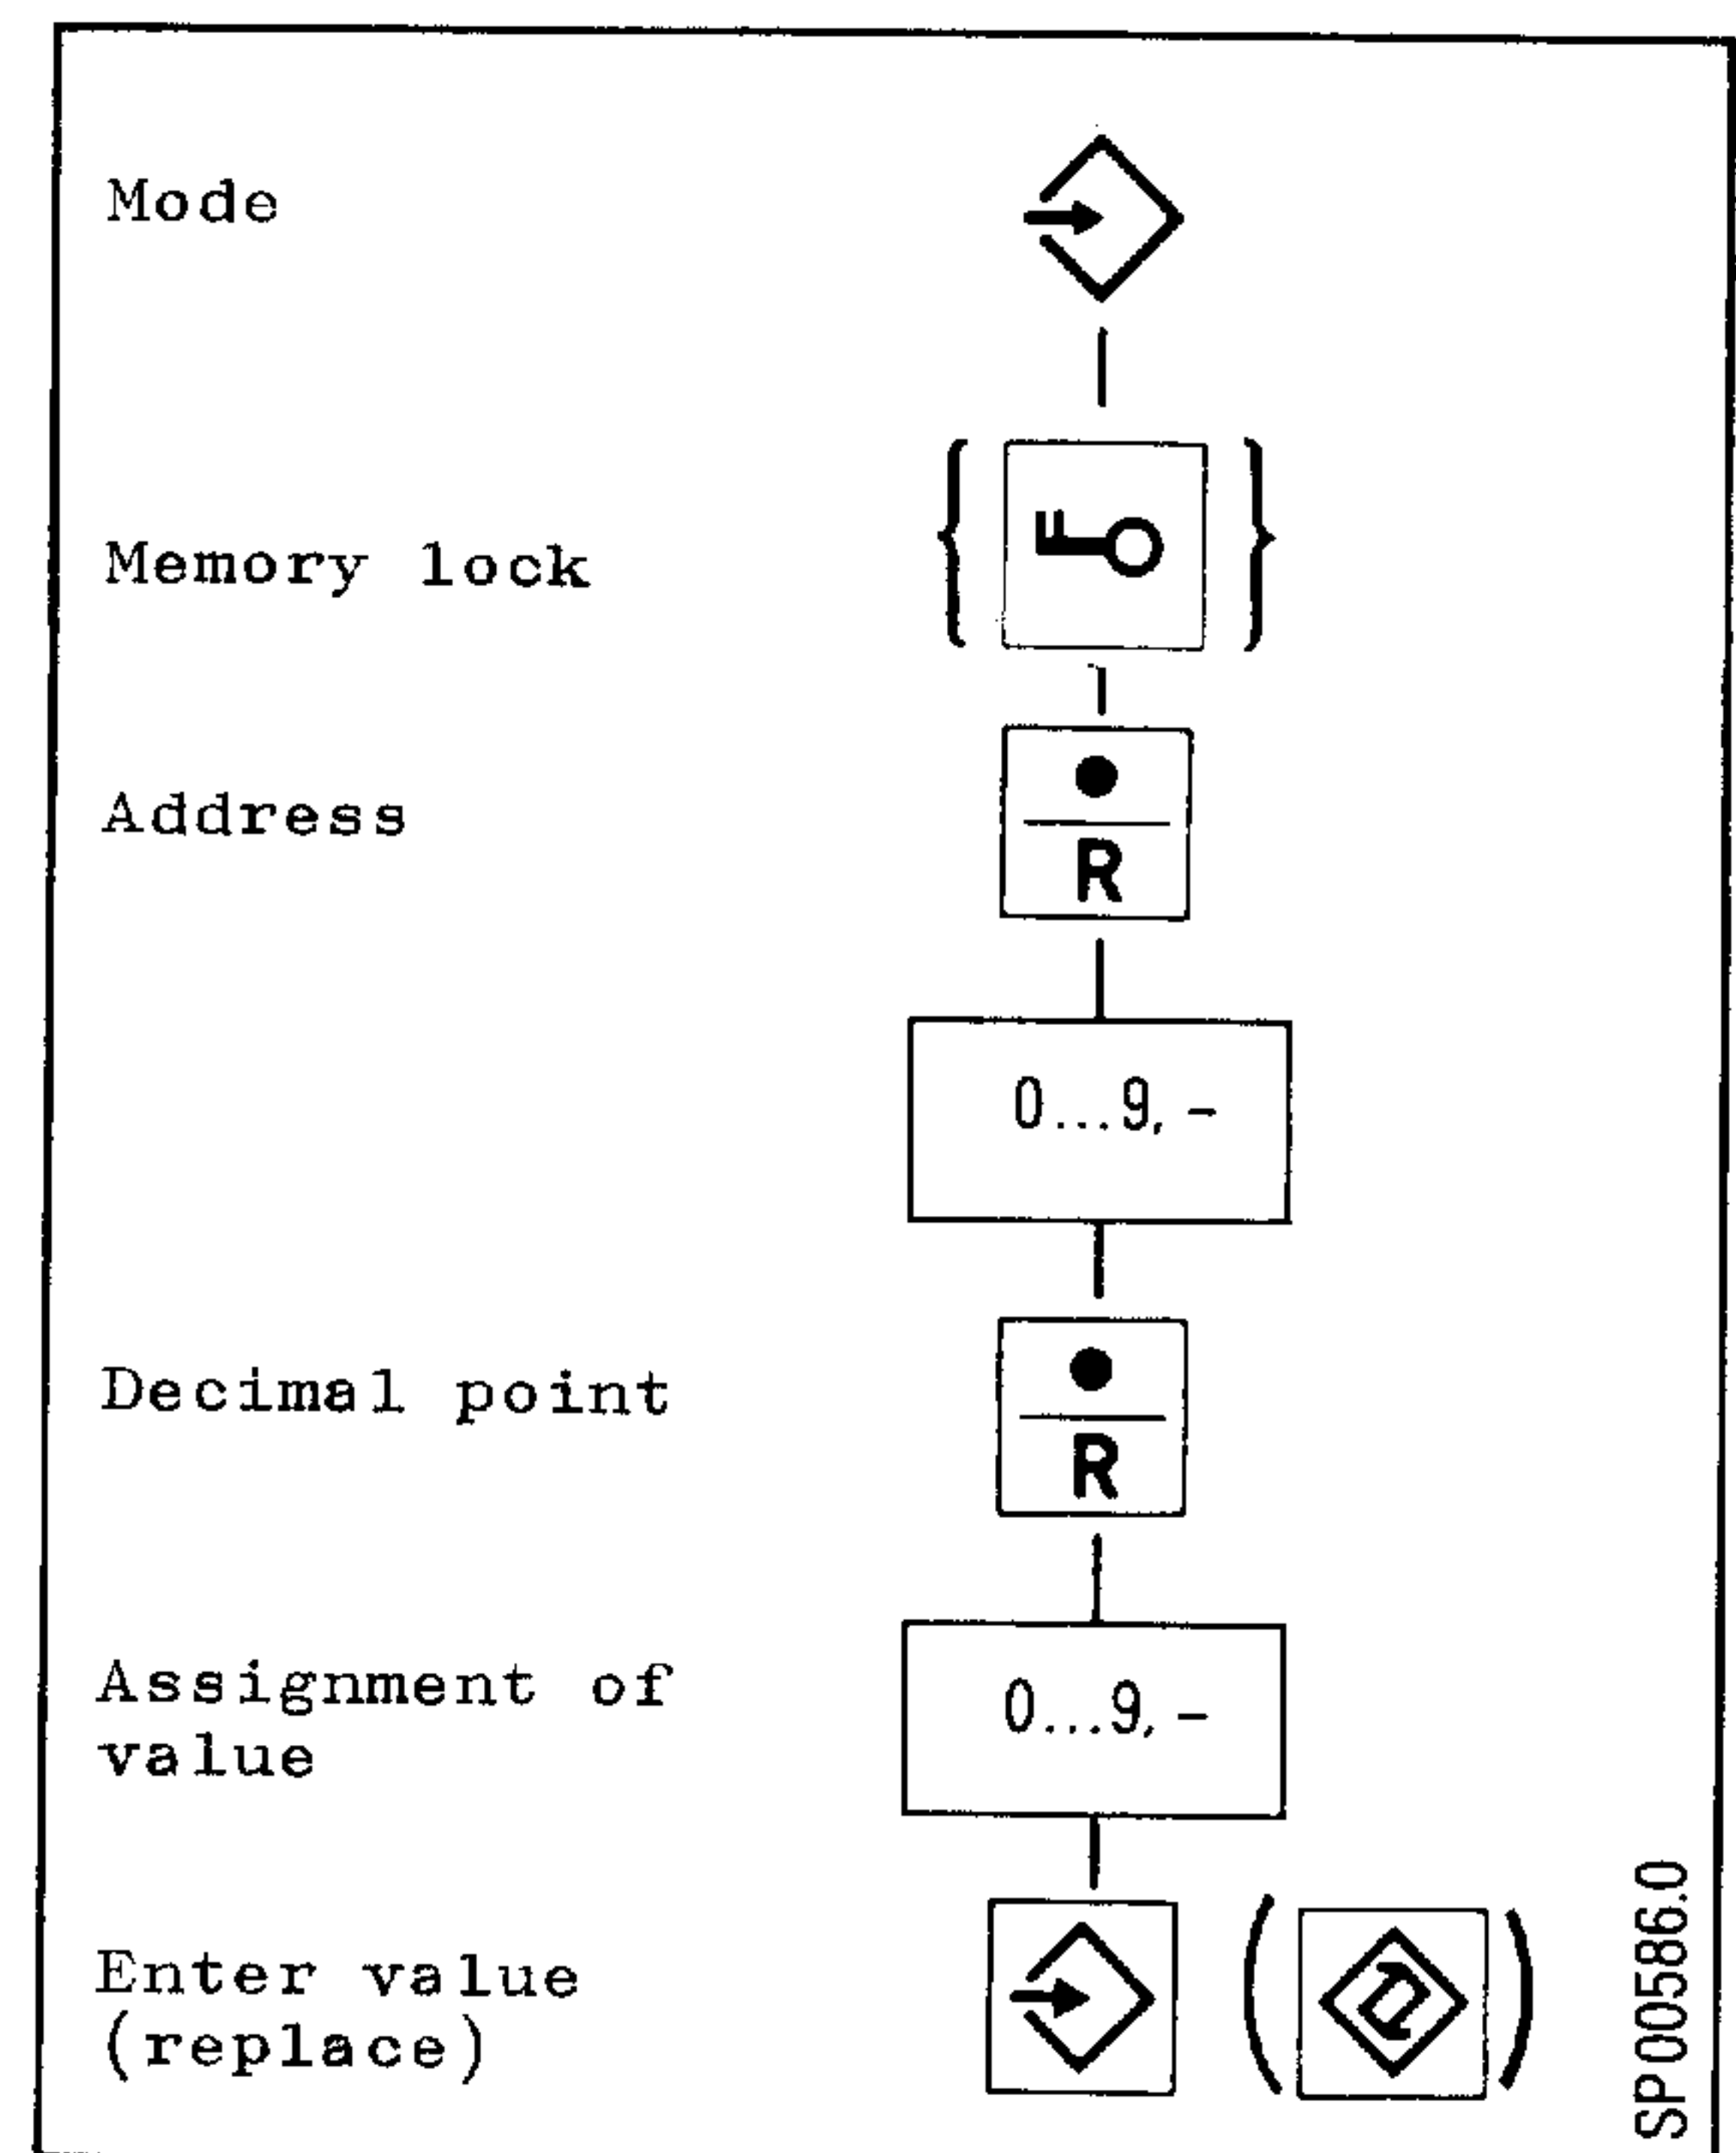 Mode
Memory lock
Address
R
0...9, -
Decimal point
R
Assignment of
value
0...9, -
Enter value
(replace)
SP00586.0